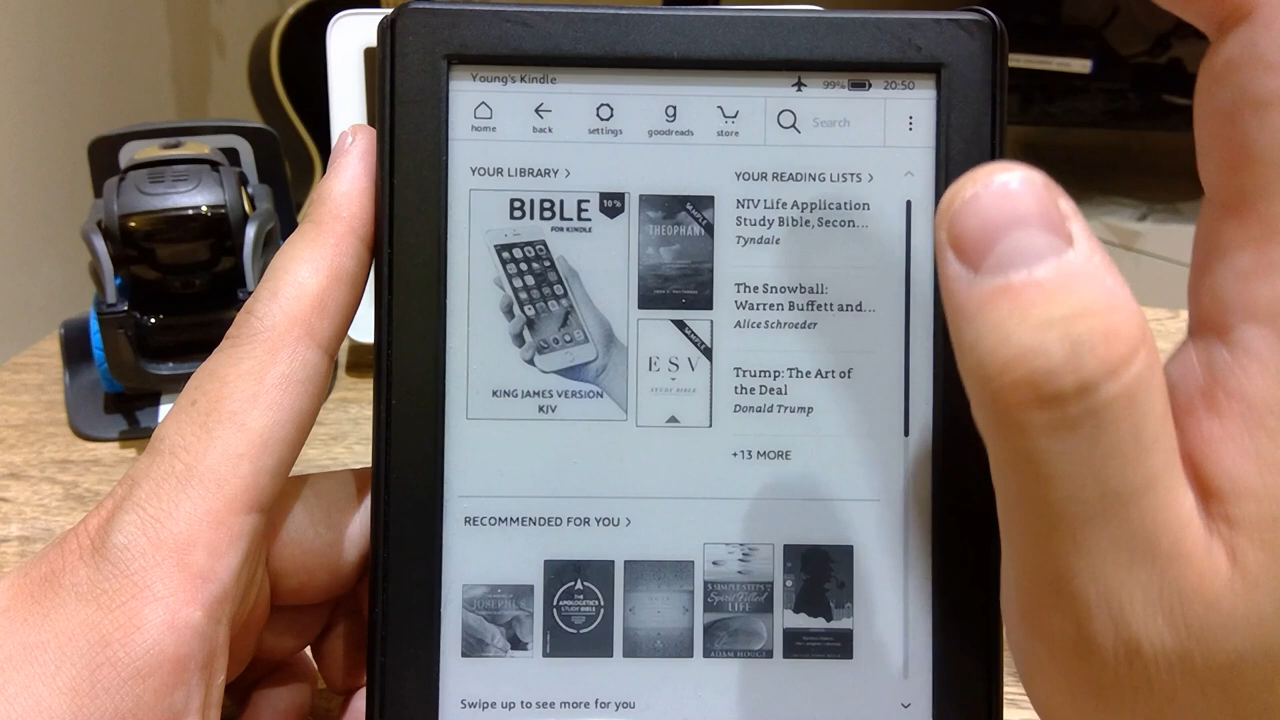 Young's Kindle
99% 20:50
home
back
settings
goodreads
store
Search
YOUR LIBRARY
BIBLE
FOR KINDLE
10%
KING JAMES VERSION
KJV
SAMPLE
THEOPHANY
SAMPLE
ESV
STUDY BIBLE
YOUR READING LISTS
NIV Life Application
Study Bible, Secon...
Tyndale
The Snowball:
Warren Buffett and...
Alice Schroeder
Trump: The Art of
the Deal
Donald Trump
+13 MORE
RECOMMENDED FOR YOU
JOSEPHUS
THE
APOLOGETICS
STUDY BIBLE
5 SIMPLE STEPS
Spirit Filled
LIFE
Swipe up to see more for you